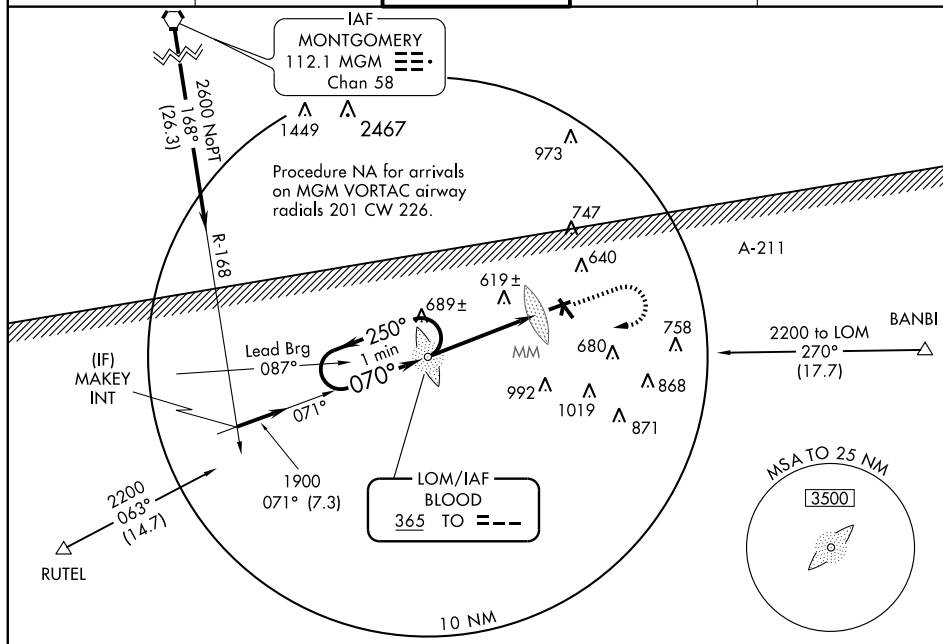 IAF
MONTGOMERY
112.1 MGM
Chan 58
2600 NoPT
168°
(26.3)
R-168
1449
2467
973
Procedure NA for arrivals
on MGM VORTAC airway
radials 201 CW 226.
747
A-211
640
619±
689±
250°
1 min
070°
Lead Brg
087°
MM
680
758
BANBI
2200 to LOM
270°
(17.7)
(IF)
MAKEY
INT
071°
992
1019
868
871
1900
071° (7.3)
2200
063°
(14.7)
RUTEL
LOM/IAF
BLOOD
365 TO
MSA TO 25 NM
3500
10 NM